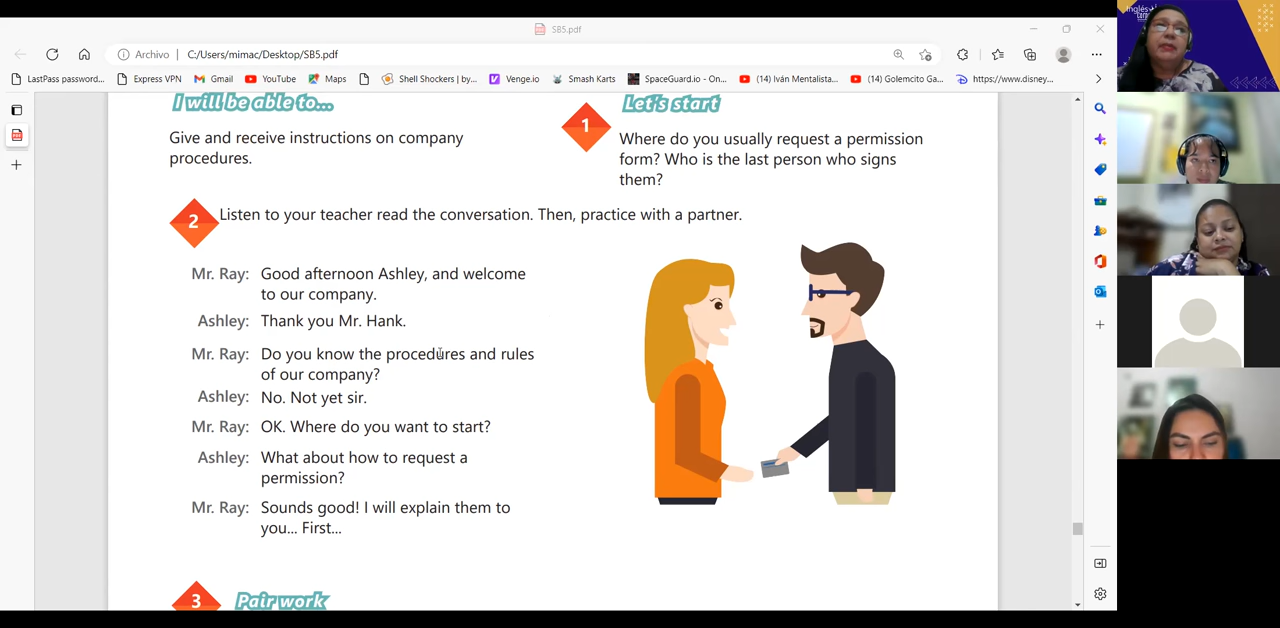 SB5.pdf
Archivo C:/Users/mimac/Desktop/SB5.pdf
LastPass password... Express VPN Gmail YouTube Maps Shell Shockers | by... Venge.io Smash Karts SpaceGuard.io - On... (14) Iván Mentalista... (14) Golemcito Ga... https://www.disney...
I will be able to...
Give and receive instructions on company
procedures.
1 Let's start
Where do you usually request a permission
form? Who is the last person who signs
them?
2 Listen to your teacher read the conversation. Then, practice with a partner.
Mr. Ray: Good afternoon Ashley, and welcome
to our company.
Ashley: Thank you Mr. Hank.
Mr. Ray: Do you know the procedures and rules
of our company?
Ashley: No. Not yet sir.
Mr. Ray: OK. Where do you want to start?
Ashley: What about how to request a
permission?
Mr. Ray: Sounds good! I will explain them to
you... First...
3 Pair work
Inglés